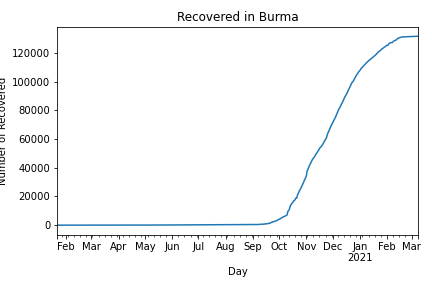 Recovered in Burma
Number of Recovered
120000
100000
80000
60000
40000
20000
0
Feb Mar Apr May Jun Jul Aug Sep Oct Nov Dec Jan Feb Mar
2021
Day